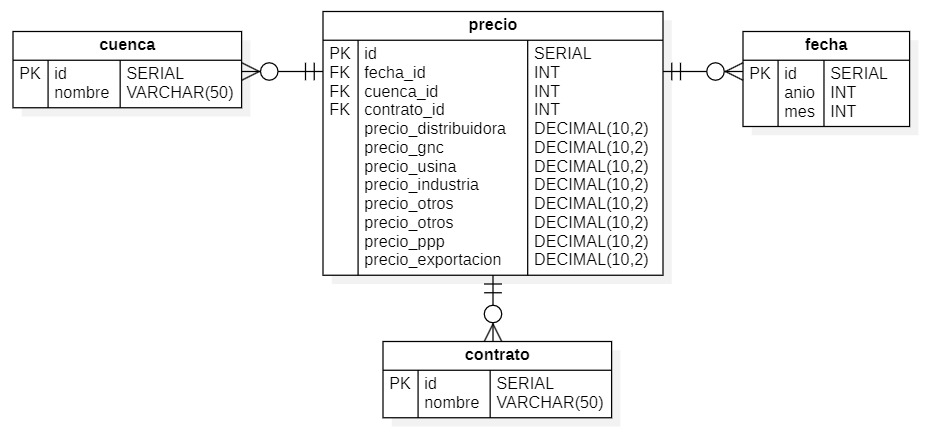 cuenca
PK id SERIAL
nombre VARCHAR(50)
precio
PK id SERIAL
FK fecha_id INT
FK cuenca_id INT
FK contrato_id INT
precio_distribuidora DECIMAL(10,2)
precio_gnc DECIMAL(10,2)
precio_usina DECIMAL(10,2)
precio_industria DECIMAL(10,2)
precio_otros DECIMAL(10,2)
precio_otros DECIMAL(10,2)
precio_ppp DECIMAL(10,2)
precio_exportacion DECIMAL(10,2)
fecha
PK id SERIAL
anio INT
mes INT
contrato
PK id SERIAL
nombre VARCHAR(50)